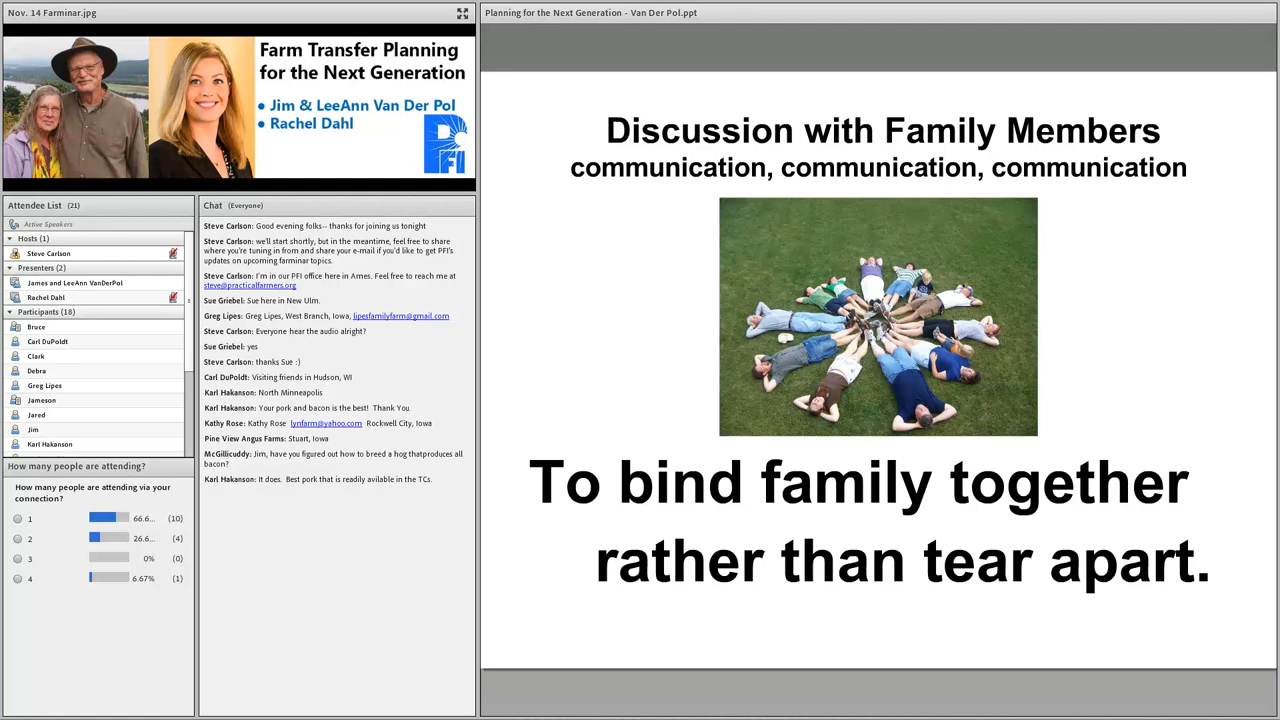 Nov. 14 Farminar.jpg
Farm Transfer Planning
for the Next Generation
• Jim & LeeAnn Van Der Pol
• Rachel Dahl
PFI
Attendee List (21)
Active Speakers
Hosts (1)
Steve Carlson
Presenters (2)
James and LeeAnn VanDerPol
Rachel Dahl
Participants (18)
Bruce
Carl DuPoldt
Clark
Debra
Greg Lipes
Jameson
Jared
Jim
Karl Hakanson
Chat (Everyone)
Steve Carlson: Good evening folks-- thanks for joining us tonight
Steve Carlson: we'll start shortly, but in the meantime, feel free to share
where you're tuning in from and share your e-mail if you'd like to get PFI's
updates on upcoming farminar topics.
Steve Carlson: I'm in our PFI office here in Ames. Feel free to reach me at
steve@practicalfarmers.org
Sue Griebel: Sue here in New Ulm.
Greg Lipes: Greg Lipes, West Branch, Iowa, lipesfamilyfarm@gmail.com
Steve Carlson: Everyone hear the audio alright?
Sue Griebel: yes
Steve Carlson: thanks Sue :)
Carl DuPoldt: Visiting friends in Hudson, WI
Karl Hakanson: North Minneapolis
Karl Hakanson: Your pork and bacon is the best! Thank You.
Kathy Rose: Kathy Rose lynfarm@yahoo.com Rockwell City, Iowa
Pine View Angus Farms: Stuart, Iowa
McGillicuddy: Jim, have you figured out how to breed a hog thatproduces all
bacon?
Karl Hakanson: It does. Best pork that is readily avilable in the TCs.
How many people are attending?
How many people are attending via your
connection?
1 66.6... (10)
2 26.6... (4)
3 0% (0)
4 6.67% (1)
Planning for the Next Generation - Van Der Pol.ppt
Discussion with Family Members
communication, communication, communication
To bind family together
rather than tear apart.